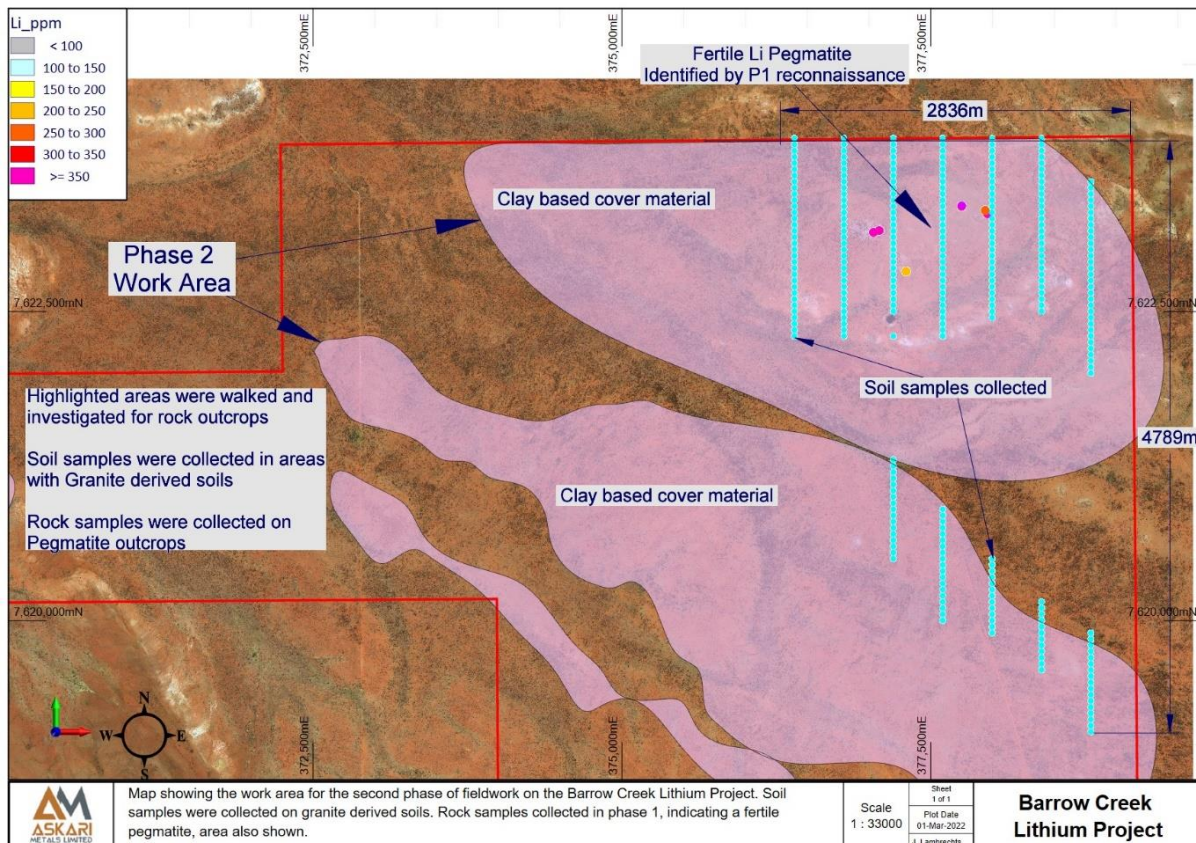 Li_ppm
< 100
100 to 150
150 to 200
200 to 250
250 to 300
300 to 350
>= 350
372,500mE
375,000mE
377,500mE
Fertile Li Pegmatite
Identified by P1 reconnaissance
2836m
Clay based cover material
Phase 2
Work Area
7,622,500mN
7,622,500mN
Highlighted areas were walked and
investigated for rock outcrops
Soil samples were collected in areas
with Granite derived soils
Rock samples were collected on
Pegmatite outcrops
Soil samples collected
4789m
Clay based cover material
7,620,000mN
7,620,000mN
N
W
E
S
372,500mE
375,000mE
377,500mE
AM
ASKARI
METALS LIMITED
Map showing the work area for the second phase of fieldwork on the Barrow Creek Lithium Project. Soil
samples were collected on granite derived soils. Rock samples collected in phase 1, indicating a fertile
pegmatite, area also shown.
Scale
1 : 33000
Sheet
1 of 1
Plot Date
01-Mar-2022
J. Lambrechts
Barrow Creek
Lithium Project